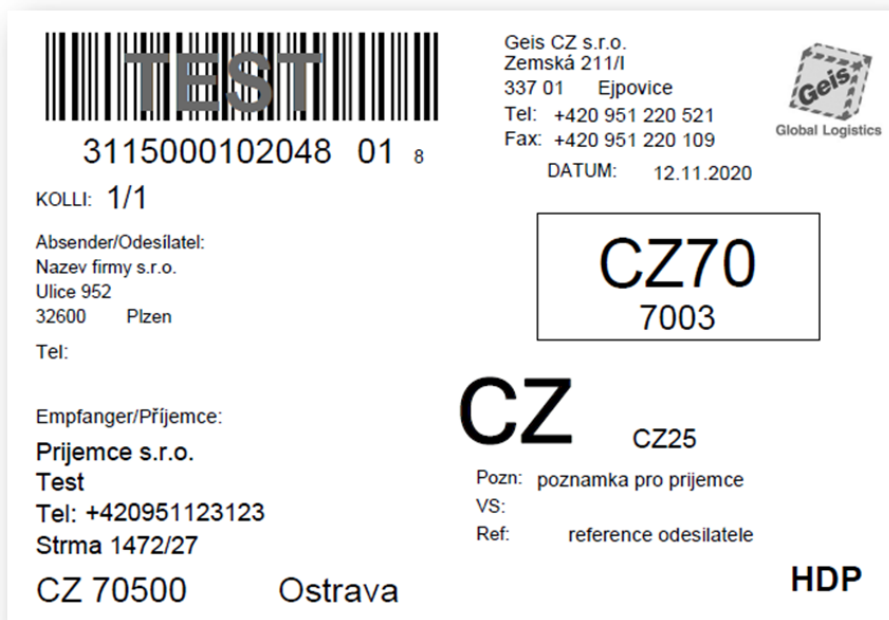 TEST
3115000102048 01 8
KOLLI: 1/1
Absender/Odesílatel:
Nazev firmy s.r.o.
Ulice 952
32600 Plzen
Tel:
Empfanger/Příjemce:
Prijemce s.r.o.
Test
Tel: +420951123123
Strma 1472/27
CZ 70500 Ostrava
Geis CZ s.r.o.
Zemská 211/I
337 01 Ejpovice
Tel: +420 951 220 521
Fax: +420 951 220 109
DATUM: 12.11.2020
Geis
Global Logistics
CZ70
7003
CZ CZ25
Pozn: poznamka pro prijemce
VS:
Ref: reference odesilatele
HDP